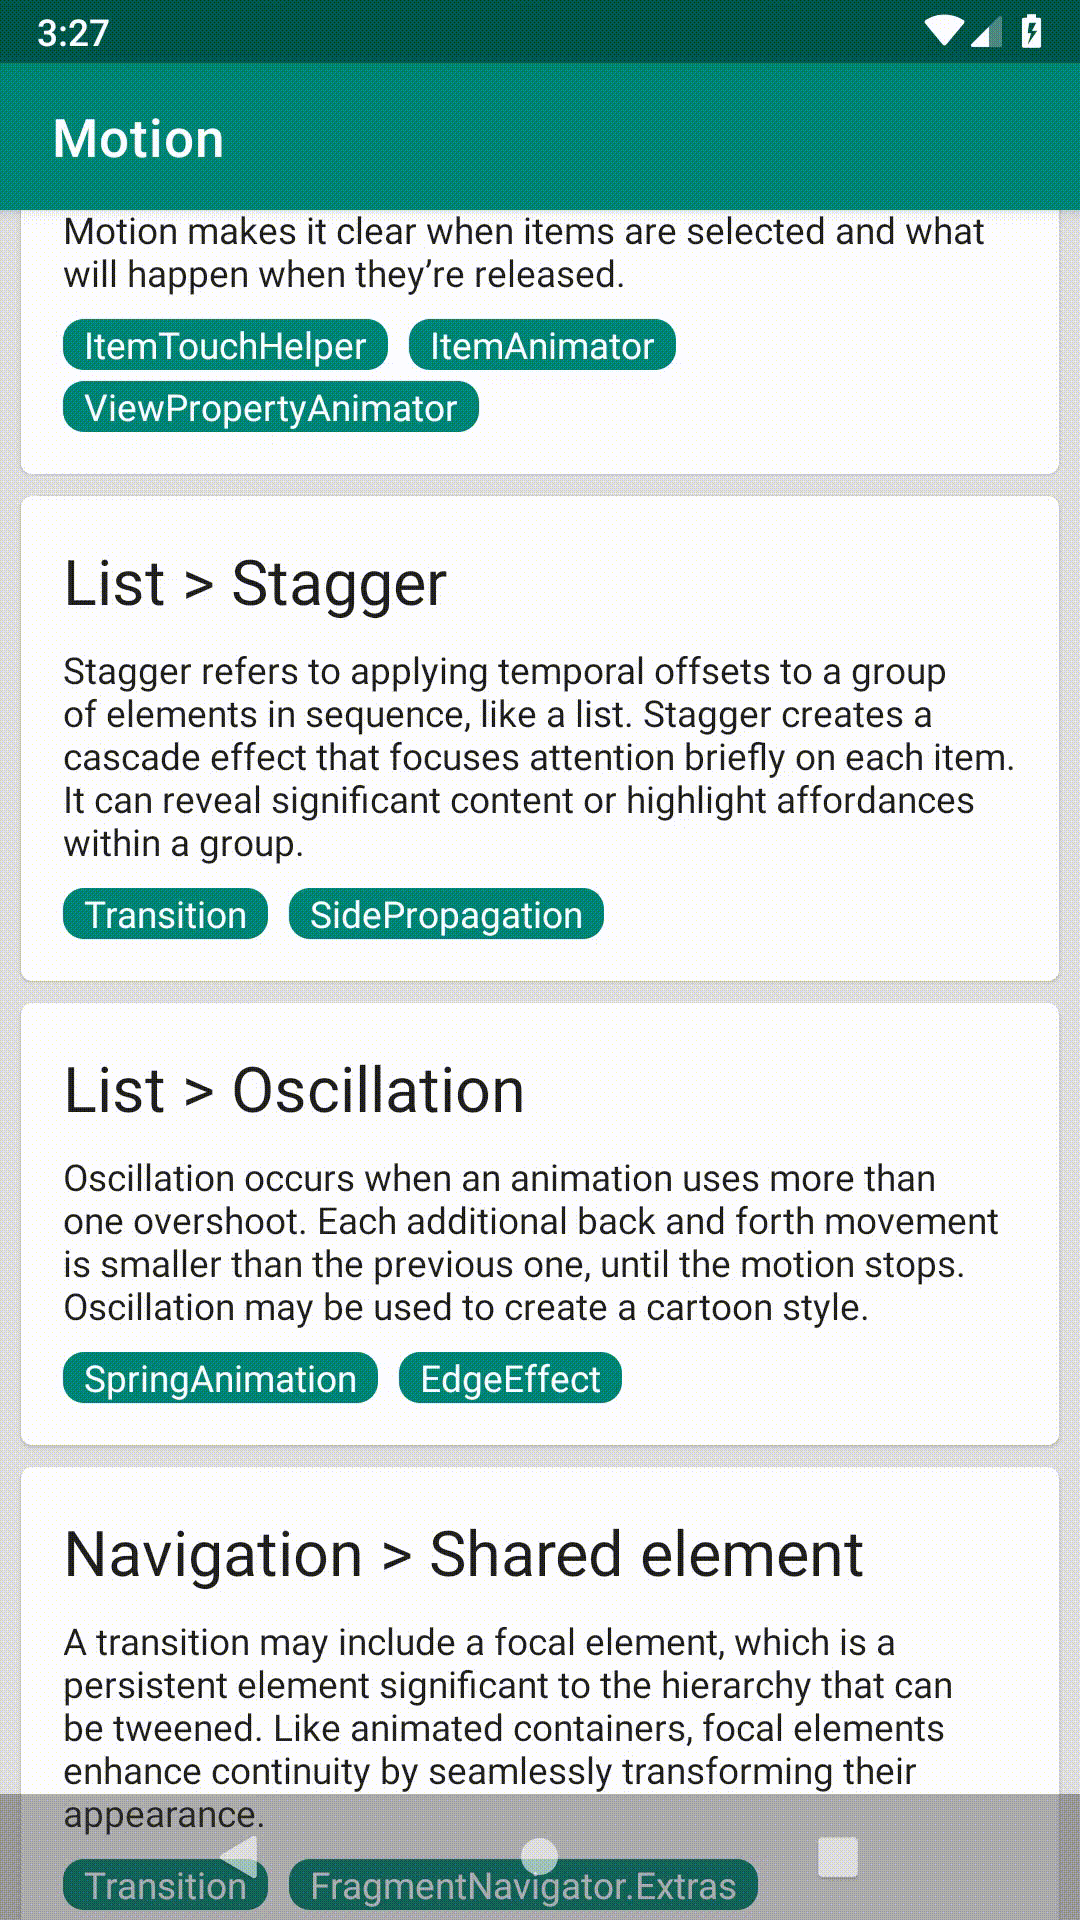 3:27
Motion
Motion makes it clear when items are selected and what
will happen when they’re released.
ItemTouchHelper ItemAnimator
ViewPropertyAnimator
List > Stagger
Stagger refers to applying temporal offsets to a group
of elements in sequence, like a list. Stagger creates a
cascade effect that focuses attention briefly on each item.
It can reveal significant content or highlight affordances
within a group.
Transition SidePropagation
List > Oscillation
Oscillation occurs when an animation uses more than
one overshoot. Each additional back and forth movement
is smaller than the previous one, until the motion stops.
Oscillation may be used to create a cartoon style.
SpringAnimation EdgeEffect
Navigation > Shared element
A transition may include a focal element, which is a
persistent element significant to the hierarchy that can
be tweened. Like animated containers, focal elements
enhance continuity by seamlessly transforming their
appearance.
Transition FragmentNavigator.Extras